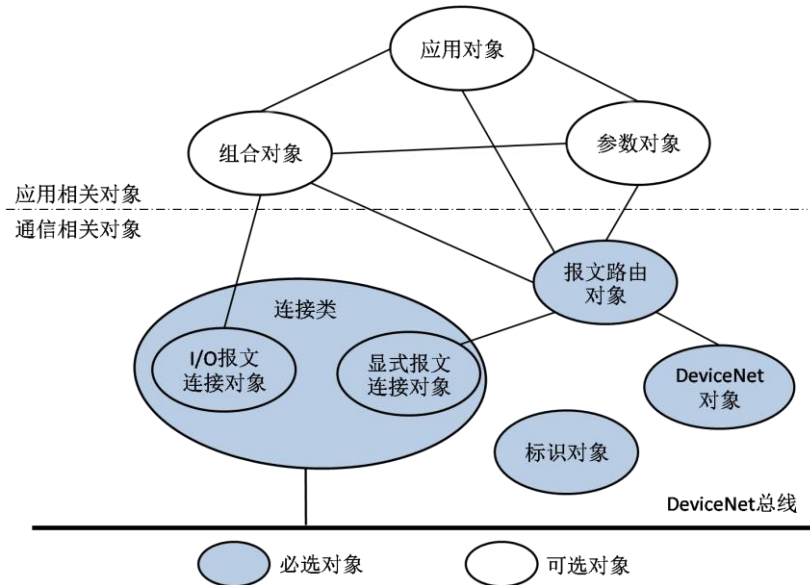 应用对象
组合对象
参数对象
应用相关对象
通信相关对象
报文路由
对象
连接类
I/O报文
连接对象
显式报文
连接对象
DeviceNet
对象
标识对象
DeviceNet总线
必选对象
可选对象